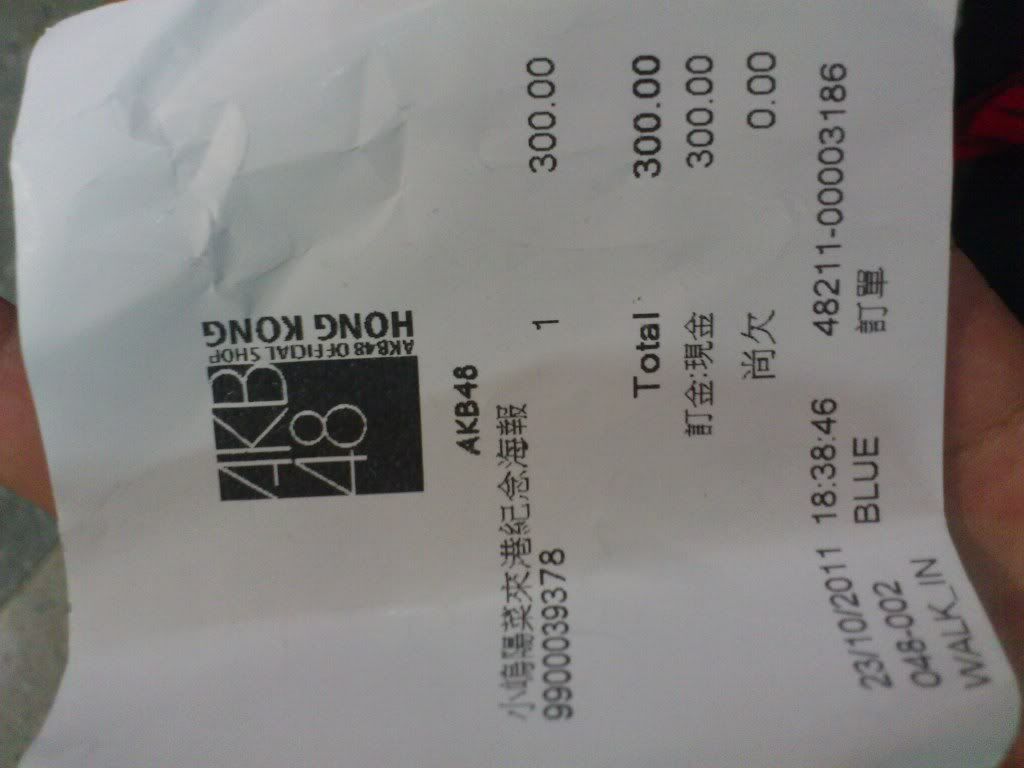 AKB
48
AKB48 OFFICIAL SHOP
HONG KONG
AKB48
小嶋陽菜來港紀念海報
9900039378 1 300.00
Total 300.00
訂金:現金 300.00
尚欠 0.00
23/10/2011 18:38:46 48211-00003186
048-002 BLUE 訂單
WALK_IN